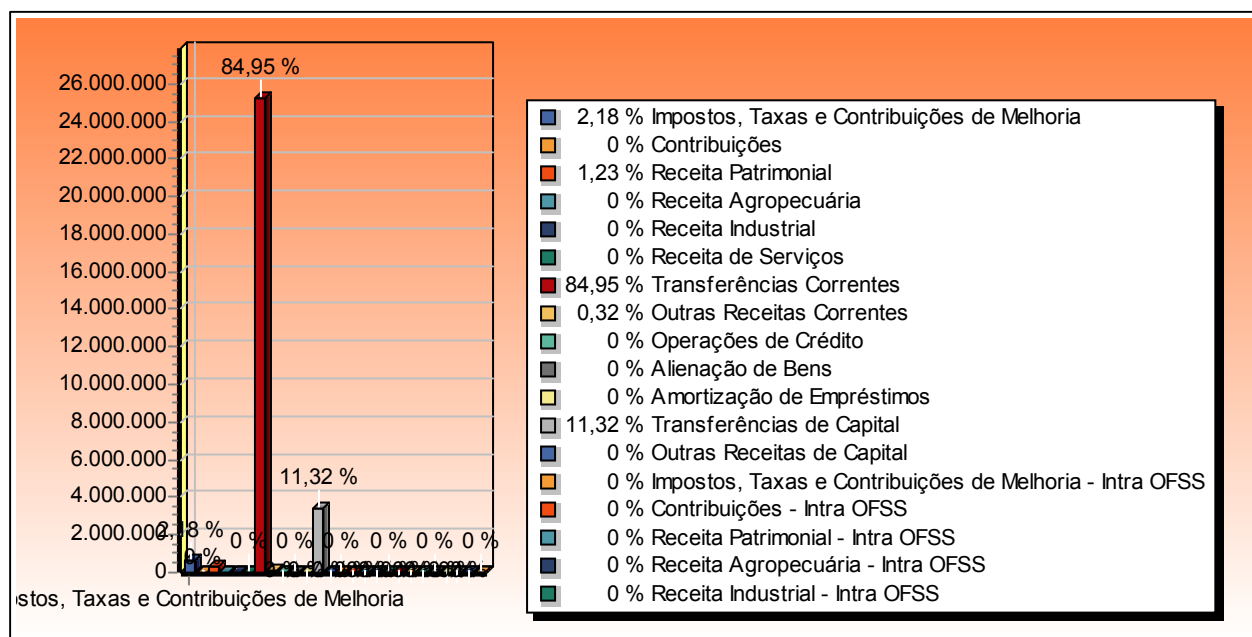 84,95 %
26.000.000
24.000.000
22.000.000
20.000.000
18.000.000
16.000.000
14.000.000
12.000.000
10.000.000
8.000.000
6.000.000
11,32 %
4.000.000
2.000.000
2,18 %
0 % 0 % 0 % 0 % 0 % 0 %
0 %
0
stos, Taxas e Contribuições de Melhoria
2,18 % Impostos, Taxas e Contribuições de Melhoria
0 % Contribuições
1,23 % Receita Patrimonial
0 % Receita Agropecuária
0 % Receita Industrial
0 % Receita de Serviços
84,95 % Transferências Correntes
0,32 % Outras Receitas Correntes
0 % Operações de Crédito
0 % Alienação de Bens
0 % Amortização de Empréstimos
11,32 % Transferências de Capital
0 % Outras Receitas de Capital
0 % Impostos, Taxas e Contribuições de Melhoria - Intra OFSS
0 % Contribuições - Intra OFSS
0 % Receita Patrimonial - Intra OFSS
0 % Receita Agropecuária - Intra OFSS
0 % Receita Industrial - Intra OFSS